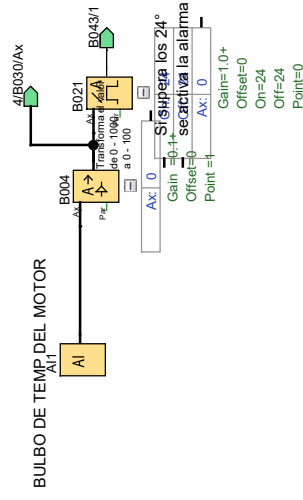 BULBO DE TEMP DEL MOTOR
AI1
AI
B004
A→
Ax
Par
Ax: 0
Gain =0.1+
Offset=0
Point =1
Transforma el valor
de 0 - 1000
a 0 - 100
B021
A
Ax
Par
Si supera los 24°
se activa la alarma
Ax: 0
Gain=1.0+
Offset=0
On=24
Off=24
Point=0
4/B030/Ax
B043/1